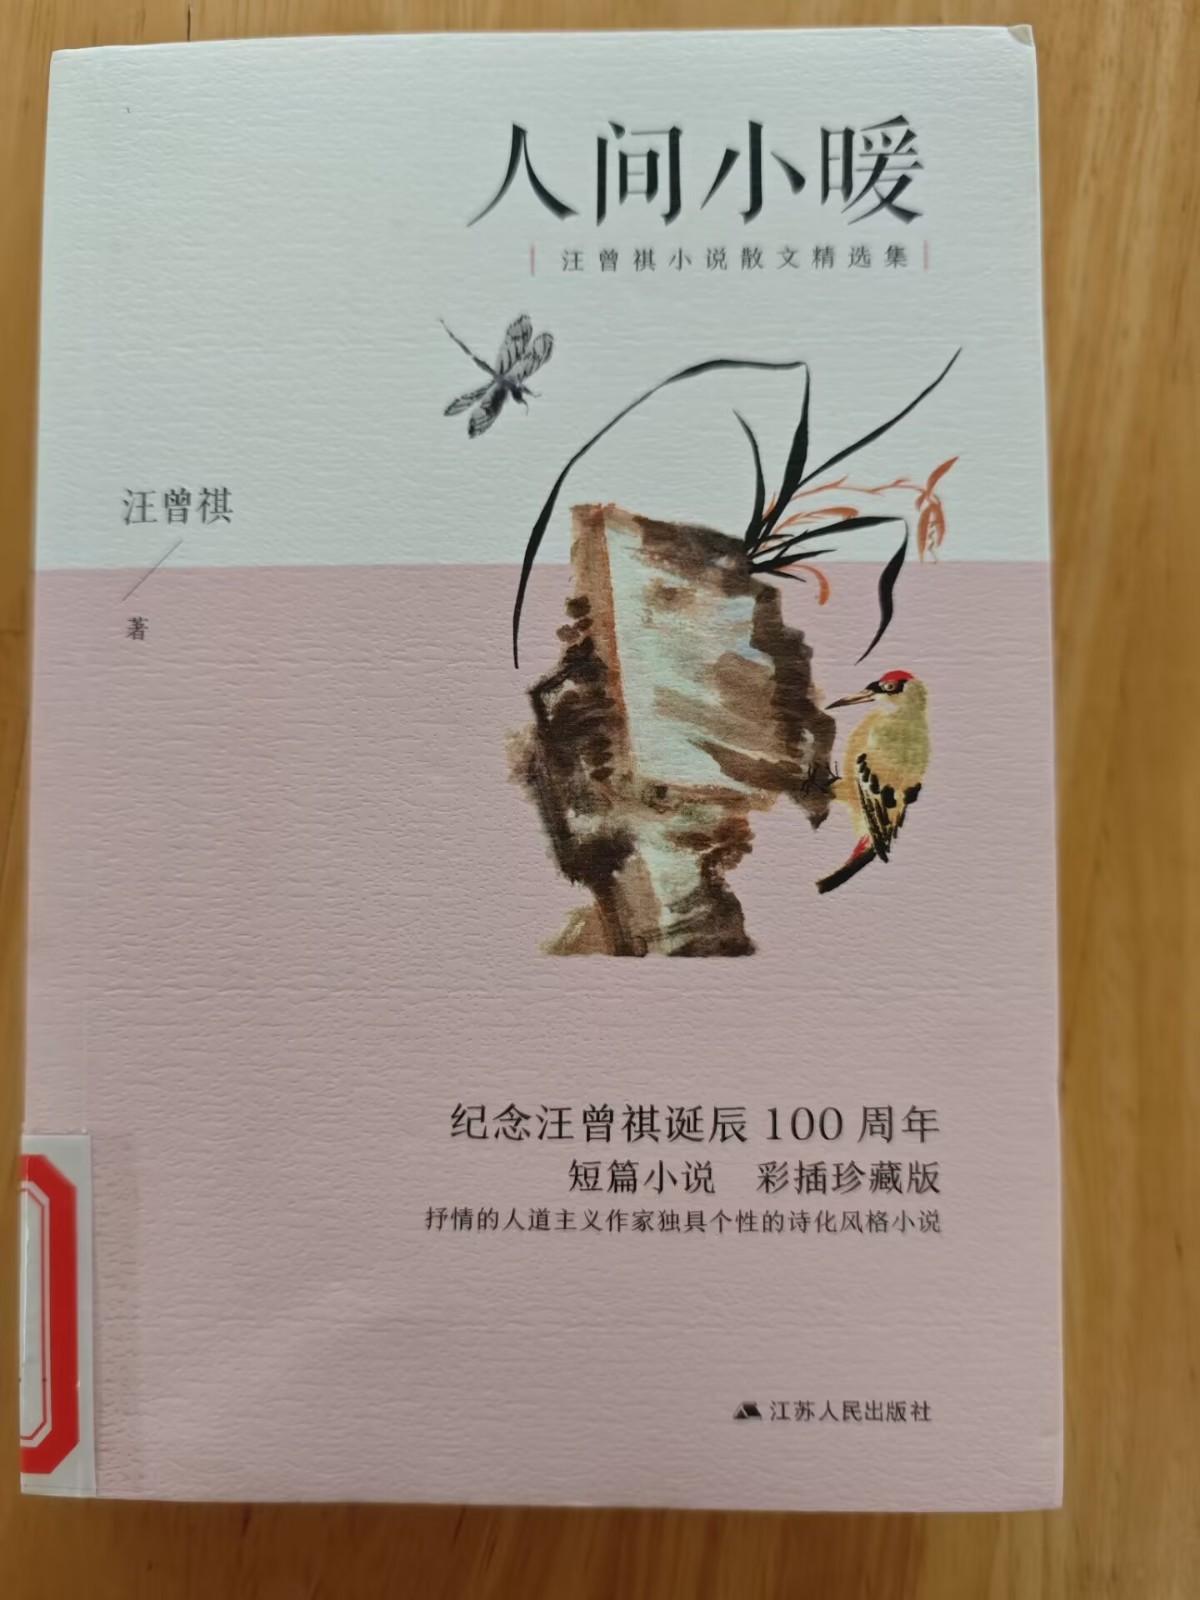 人间小暖
汪曾祺小说散文精选集
汪曾祺
著
纪念汪曾祺诞辰 100 周年
短篇小说 彩插珍藏版
抒情的人道主义作家独具个性的诗化风格小说
江苏人民出版社